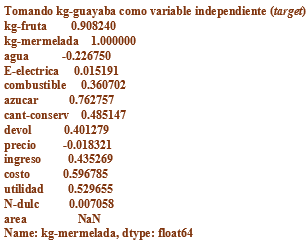 Tomando kg-guayaba como variable independiente (target)
kg-fruta 0.908240
kg-mermelada 1.000000
agua -0.226750
E-electrica 0.015191
combustible 0.360702
azucar 0.762757
cant-conserv 0.485147
devol 0.401279
precio -0.018321
ingreso 0.435269
costo 0.596785
utilidad 0.529655
N-dulc 0.007058
area NaN
Name: kg-mermelada, dtype: float64